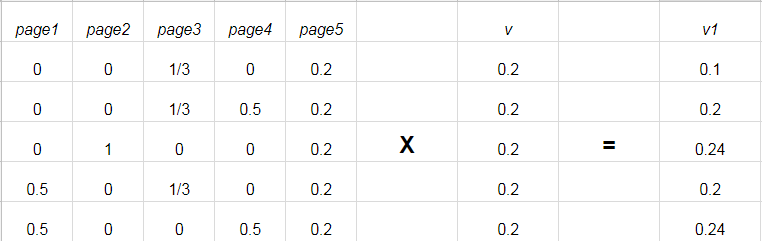 page1 page2 page3 page4 page5 v v1
0 0 1/3 0 0.2 0.2 0.1
0 0 1/3 0.5 0.2 0.2 0.2
0 1 0 0 0.2 X 0.2 = 0.24
0.5 0 1/3 0 0.2 0.2 0.2
0.5 0 0 0.5 0.2 0.2 0.24